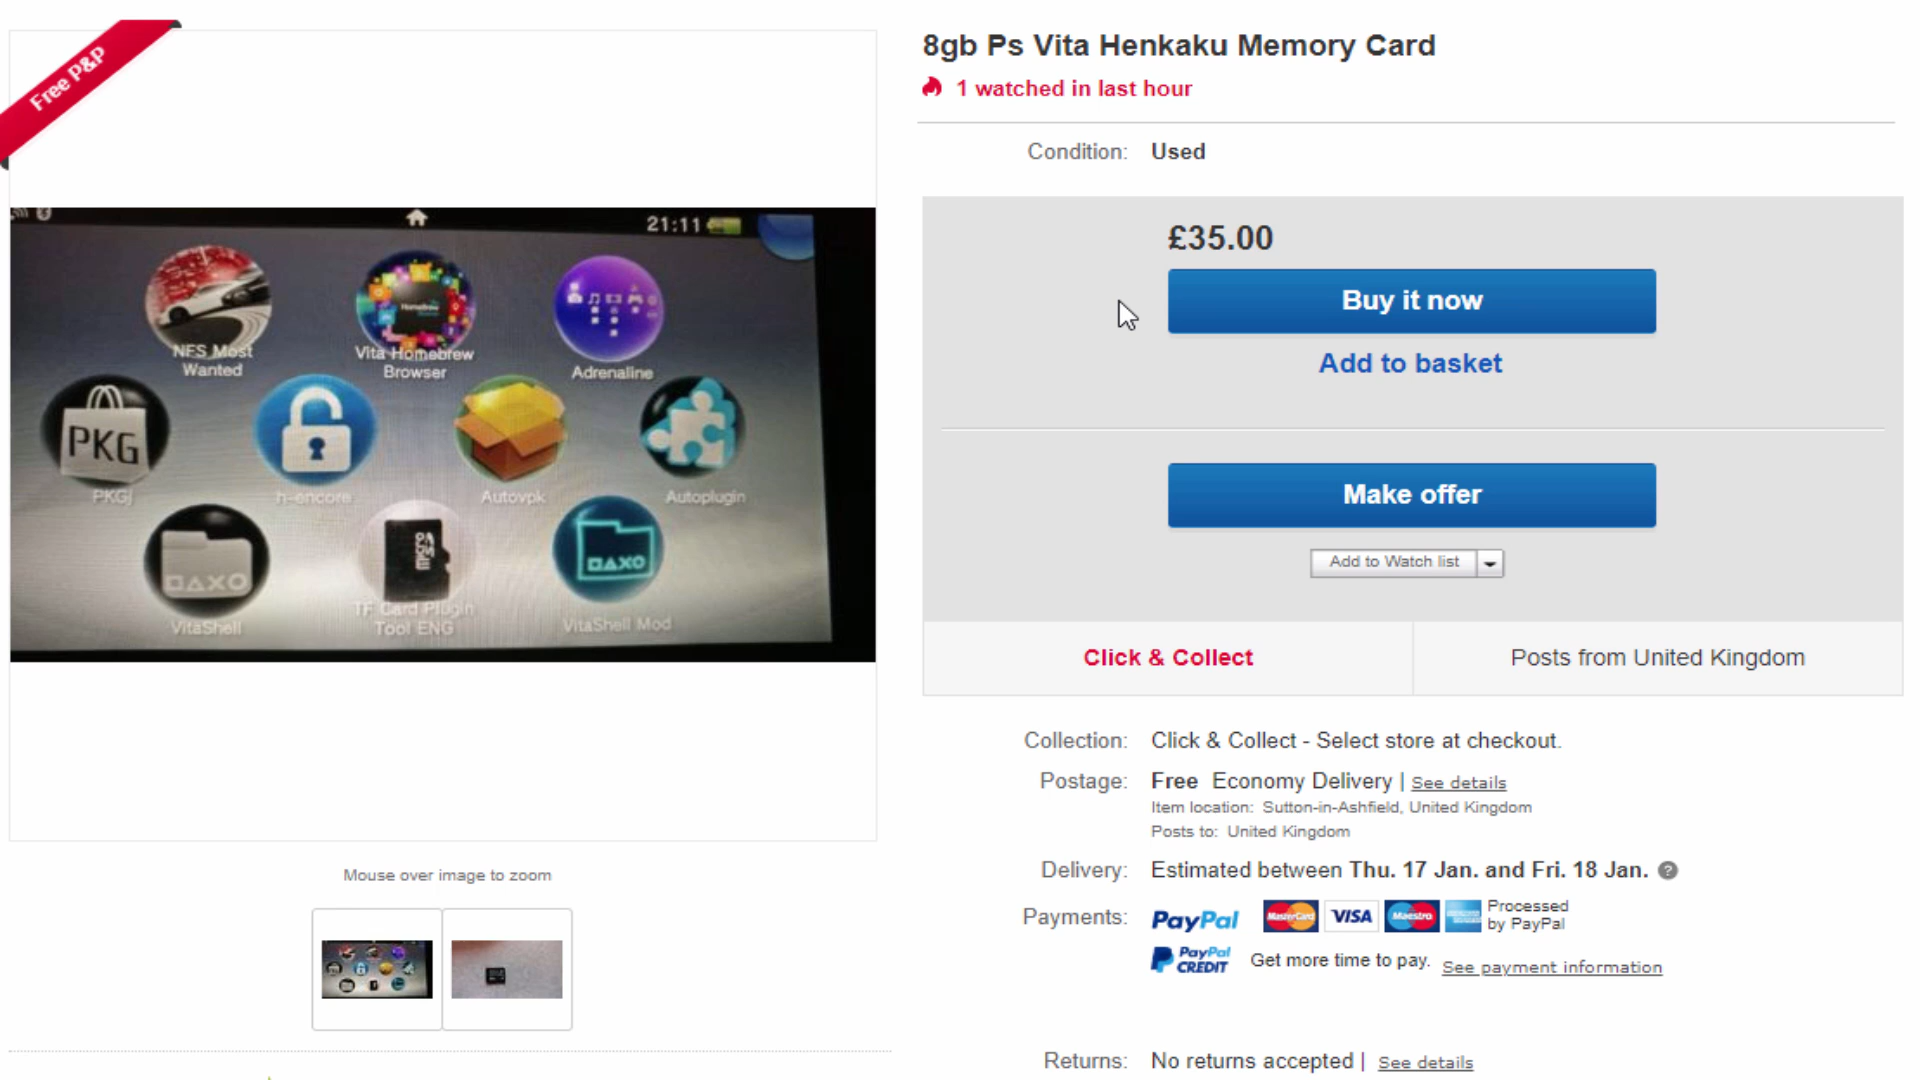 Free P&P
8gb Ps Vita Henkaku Memory Card
1 watched in last hour
Condition: Used
£35.00
Buy it now
Add to basket
Make offer
Add to Watch list
Click & Collect
Posts from United Kingdom
Collection: Click & Collect - Select store at checkout.
Postage: Free Economy Delivery | See details
Item location: Sutton-in-Ashfield, United Kingdom
Posts to: United Kingdom
Delivery: Estimated between Thu. 17 Jan. and Fri. 18 Jan. ?
Payments: PayPal MasterCard VISA Maestro Processed
by PayPal
PayPal
CREDIT
Get more time to pay. See payment information
Returns: No returns accepted | See details
21:11
NFS Most
Wanted
Vita Homebrew
Browser
Adrenaline
PKG
PKGj
h-encore
Autovpk
Autoplugin
VitaShell
TF Card Plugin
Tool ENG
VitaShell Mod
Mouse over image to zoom